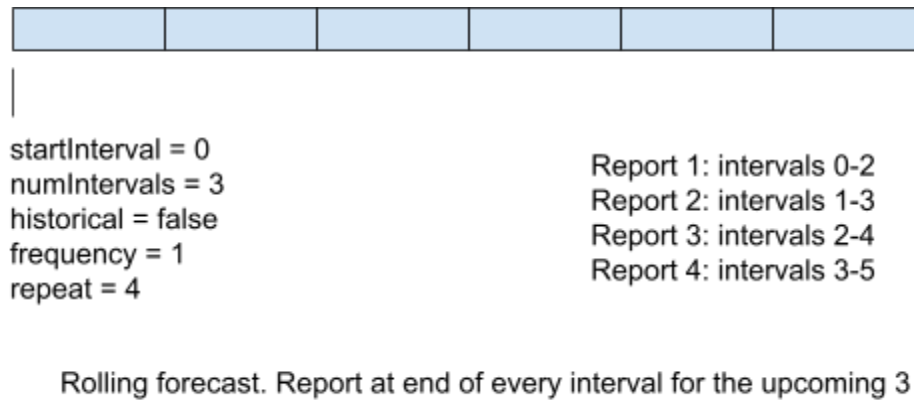 startInterval = 0
numIntervals = 3
historical = false
frequency = 1
repeat = 4
Report 1: intervals 0-2
Report 2: intervals 1-3
Report 3: intervals 2-4
Report 4: intervals 3-5
Rolling forecast. Report at end of every interval for the upcoming 3